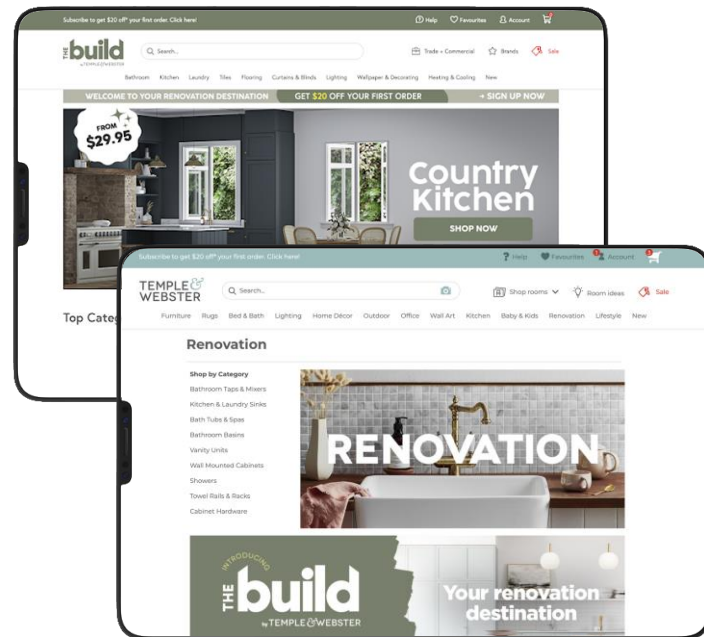 Subscribe to get $20 off* your first order. Click here!
Help Favourites Account
THE build
by TEMPLE & WEBSTER
Search...
Trade + Commercial Brands Sale
Bathroom Kitchen Laundry Tiles Flooring Curtains & Blinds Lighting Wallpaper & Decorating Heating & Cooling New
WELCOME TO YOUR RENOVATION DESTINATION GET $20 OFF YOUR FIRST ORDER + SIGN UP NOW
FROM
$29.95
Country
Kitchen
SHOP NOW
Top Categ
Subscribe to get $20 off* your first order. Click here!
Help Favourites Account
TEMPLE &
WEBSTER
Search...
Shop rooms Room ideas Sale
Furniture Rugs Bed & Bath Lighting Home Décor Outdoor Office Wall Art Kitchen Baby & Kids Renovation Lifestyle New
Renovation
Shop by Category
Bathroom Taps & Mixers
Kitchen & Laundry Sinks
Bath Tubs & Spas
Bathroom Basins
Vanity Units
Wall Mounted Cabinets
Showers
Towel Rails & Racks
Cabinet Hardware
RENOVATION
INTRODUCING
THE build
by TEMPLE & WEBSTER
Your renovation
destination